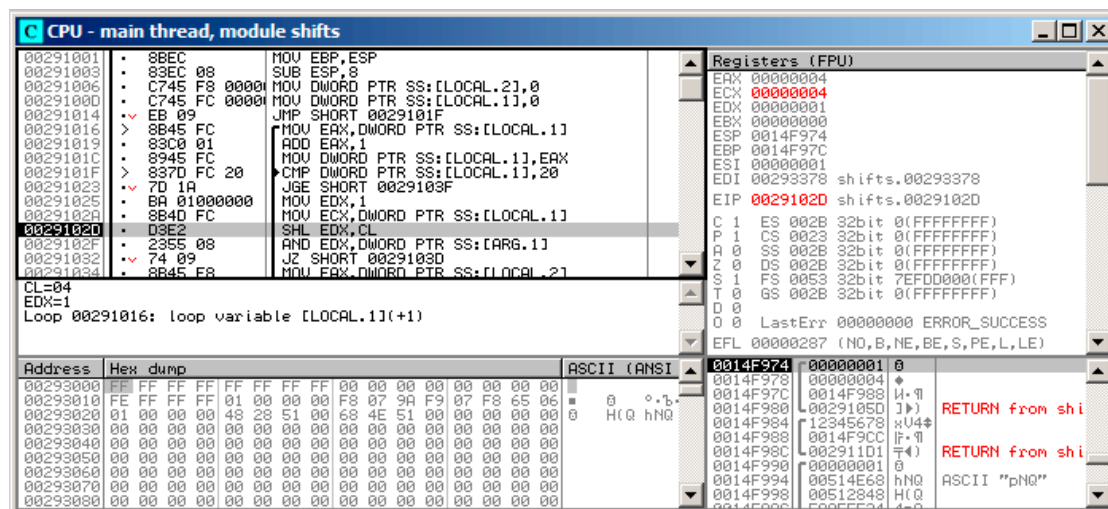 C CPU - main thread, module shifts
00291001 8BEC MOV EBP,ESP
00291003 83EC 08 SUB ESP,8
00291006 C745 F8 0000 MOV DWORD PTR SS:[LOCAL.2],0
0029100D C745 FC 0000 MOV DWORD PTR SS:[LOCAL.1],0
00291014 EB 09 JMP SHORT 0029101F
00291016 8B45 FC MOV EAX,DWORD PTR SS:[LOCAL.1]
00291019 83C0 01 ADD EAX,1
0029101C 8945 FC MOV DWORD PTR SS:[LOCAL.1],EAX
0029101F 837D FC 20 CMP DWORD PTR SS:[LOCAL.1],20
00291023 7D 1A JGE SHORT 0029103F
00291025 BA 01000000 MOV EDX,1
0029102A 8B4D FC MOV ECX,DWORD PTR SS:[LOCAL.1]
0029102D D3E2 SHL EDX,CL
0029102F 2355 08 AND EDX,DWORD PTR SS:[ARG.1]
00291032 74 09 JZ SHORT 0029103D
00291034 8B45 F8 MOV EAX,DWORD PTR SS:[LOCAL.2]
CL=04
EDX=1
Loop 00291016: loop variable [LOCAL.1](+1)
Registers (FPU)
EAX 00000004
ECX 00000004
EDX 00000001
EBX 00000000
ESP 0014F974
EBP 0014F97C
ESI 00000001
EDI 00293378 shifts.00293378
EIP 0029102D shifts.0029102D
C 1 ES 002B 32bit 0(FFFFFFFF)
P 1 CS 0023 32bit 0(FFFFFFFF)
A 0 SS 002B 32bit 0(FFFFFFFF)
Z 0 DS 002B 32bit 0(FFFFFFFF)
S 1 FS 0053 32bit 7EFDD000(FFF)
T 0 GS 002B 32bit 0(FFFFFFFF)
D 0
O 0 LastErr 00000000 ERROR_SUCCESS
EFL 00000287 (NO,B,NE,BE,S,PE,L,LE)
Address Hex dump ASCII (ANSI
00293000 FF FF FF FF FF FF FF FF 00 00 00 00 00 00 00 00
00293010 FE FF FF FF 01 00 00 00 F8 07 9A F9 07 F8 65 06
00293020 01 00 00 00 48 28 51 00 68 4E 51 00 00 00 00 00 H(Q hNQ
00293030 00 00 00 00 00 00 00 00 00 00 00 00 00 00 00 00
00293040 00 00 00 00 00 00 00 00 00 00 00 00 00 00 00 00
00293050 00 00 00 00 00 00 00 00 00 00 00 00 00 00 00 00
00293060 00 00 00 00 00 00 00 00 00 00 00 00 00 00 00 00
00293070 00 00 00 00 00 00 00 00 00 00 00 00 00 00 00 00
00293080 00 00 00 00 00 00 00 00 00 00 00 00 00 00 00 00
0014F974 00000001
0014F978 00000004 ♦
0014F97C 0014F988 И·¶
0014F980 0029105D ]►) RETURN from shi
0014F984 12345678 xV4↕
0014F988 0014F9CC ╠·¶
0014F98C 002911D1 ╤◄) RETURN from shi
0014F990 00000001
0014F994 00514E68 hNQ ASCII "pNQ"
0014F998 00512848 H(Q